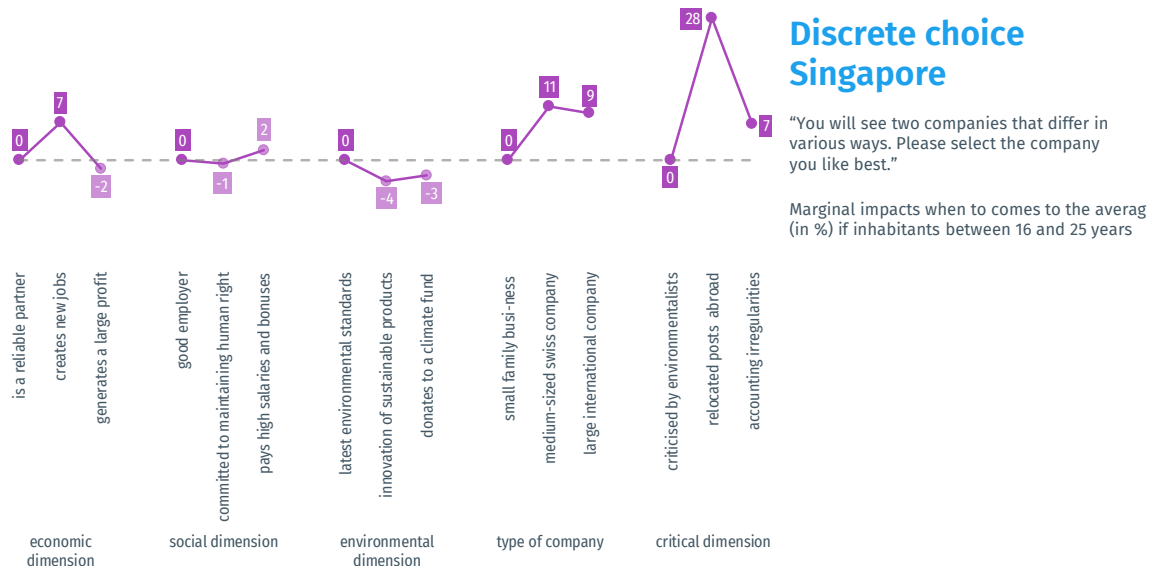 Discrete choice
Singapore
“You will see two companies that differ in
various ways. Please select the company
you like best.”
Marginal impacts when to comes to the averag
(in %) if inhabitants between 16 and 25 years
0
7
-2
0
-1
2
0
-4
-3
0
11
9
0
28
7
is a reliable partner
creates new jobs
generates a large profit
good employer
committed to maintaining human right
pays high salaries and bonuses
latest environmental standards
innovation of sustainable products
donates to a climate fund
small family busi-ness
medium-sized swiss company
large international company
criticised by environmentalists
relocated posts abroad
accounting irregularities
economic
dimension
social dimension
environmental
dimension
type of company
critical dimension